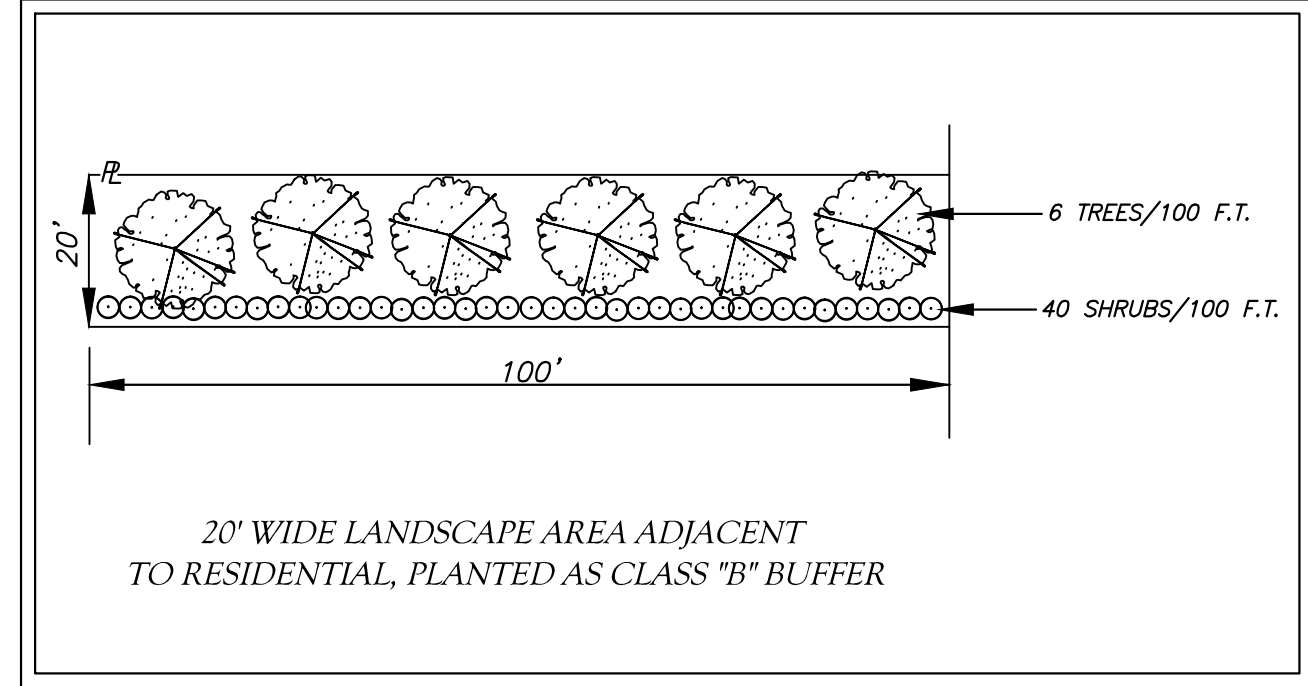 PL
20'
6 TREES/100 F.T.
40 SHRUBS/100 F.T.
100'
20' WIDE LANDSCAPE AREA ADJACENT
TO RESIDENTIAL, PLANTED AS CLASS "B" BUFFER